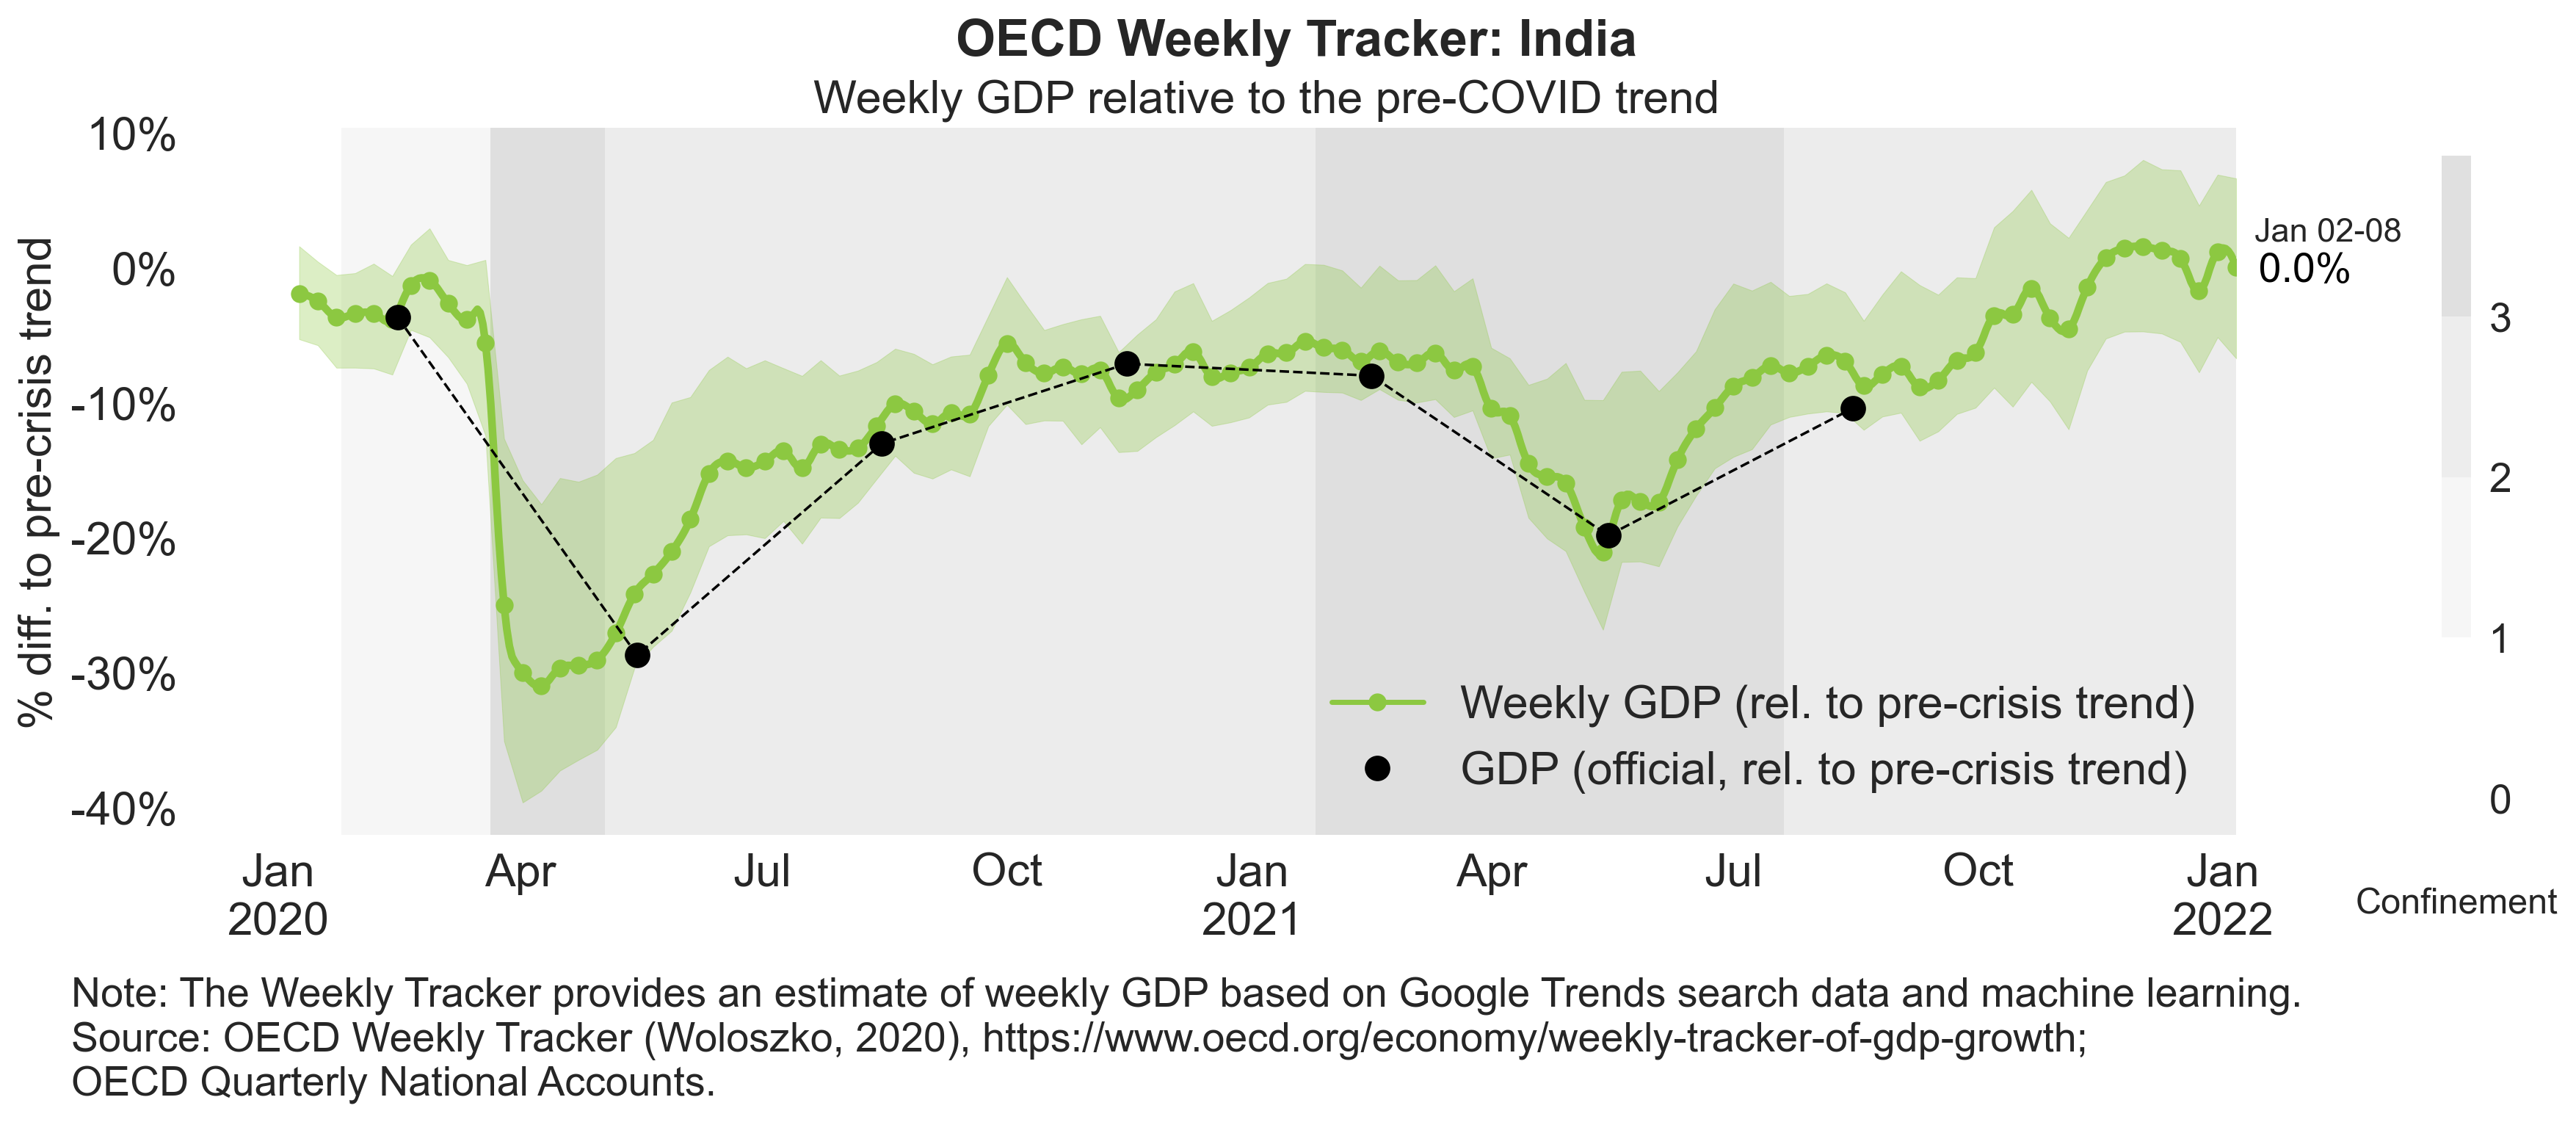 OECD Weekly Tracker: India
Weekly GDP relative to the pre-COVID trend
% diff. to pre-crisis trend
10%
0%
-10%
-20%
-30%
-40%
Jan 02-08
0.0%
3
2
1
0
Confinement
Weekly GDP (rel. to pre-crisis trend)
GDP (official, rel. to pre-crisis trend)
Jan Apr Jul Oct Jan Apr Jul Oct Jan
2020 2021 2022
Note: The Weekly Tracker provides an estimate of weekly GDP based on Google Trends search data and machine learning.
Source: OECD Weekly Tracker (Woloszko, 2020), https://www.oecd.org/economy/weekly-tracker-of-gdp-growth;
OECD Quarterly National Accounts.